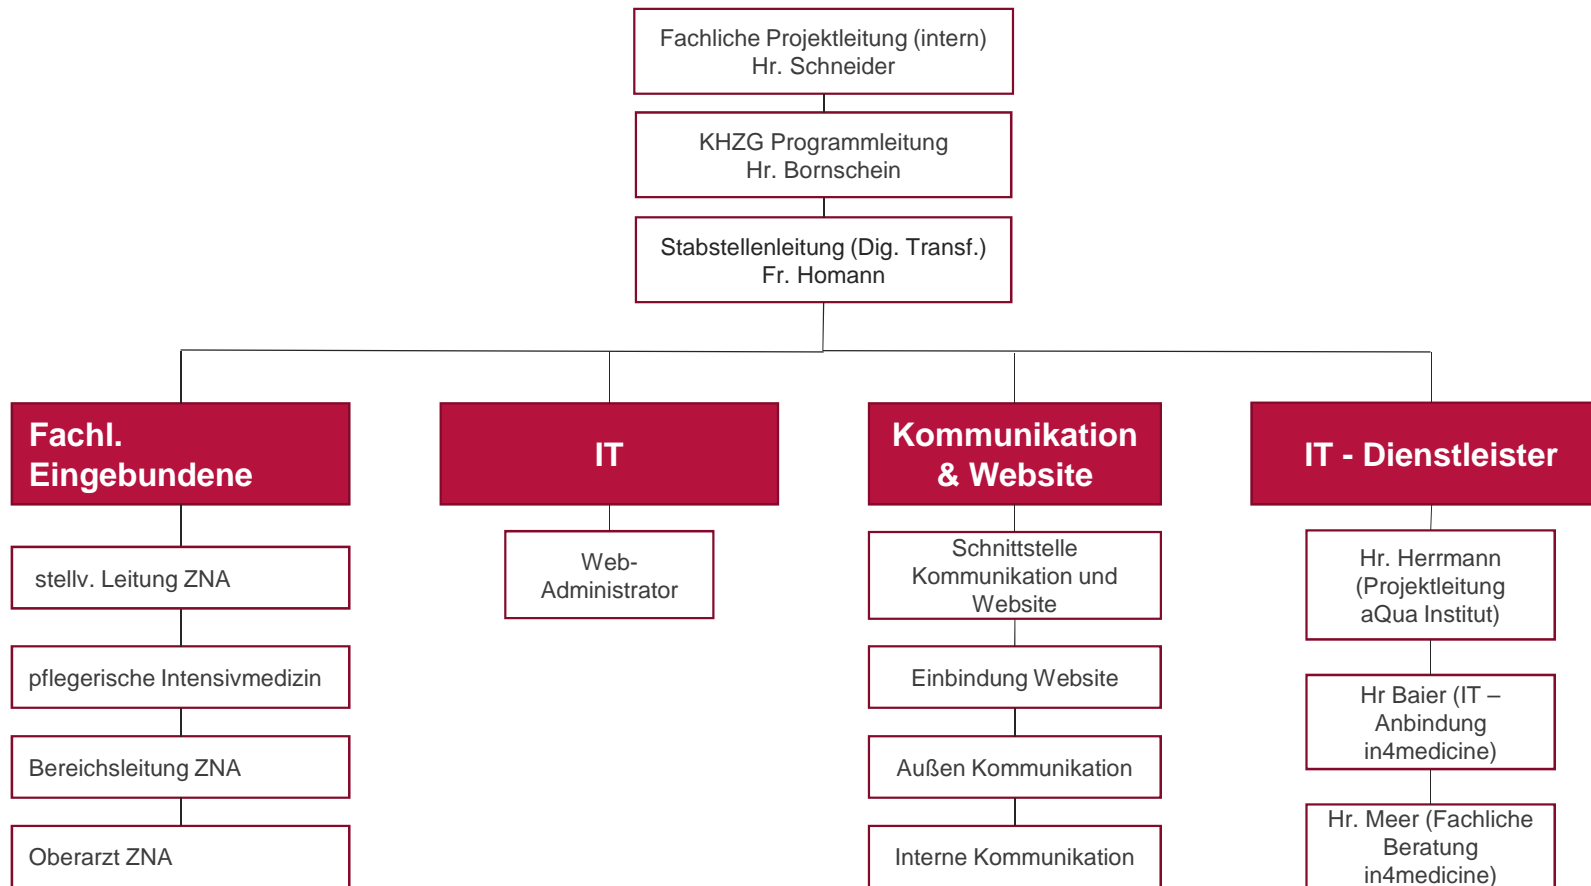 Fachliche Projektleitung (intern)
Hr. Schneider
KHZG Programmleitung
Hr. Bornschein
Stabstellenleitung (Dig. Transf.)
Fr. Homann
Fachl.
Eingebundene
stellv. Leitung ZNA
pflegerische Intensivmedizin
Bereichsleitung ZNA
Oberarzt ZNA
IT
Web-
Administrator
Kommunikation
& Website
Schnittstelle
Kommunikation und
Website
Einbindung Website
Außen Kommunikation
Interne Kommunikation
IT - Dienstleister
Hr. Herrmann
(Projektleitung
aQua Institut)
Hr Baier (IT –
Anbindung
in4medicine)
Hr. Meer (Fachliche
Beratung
in4medicine)